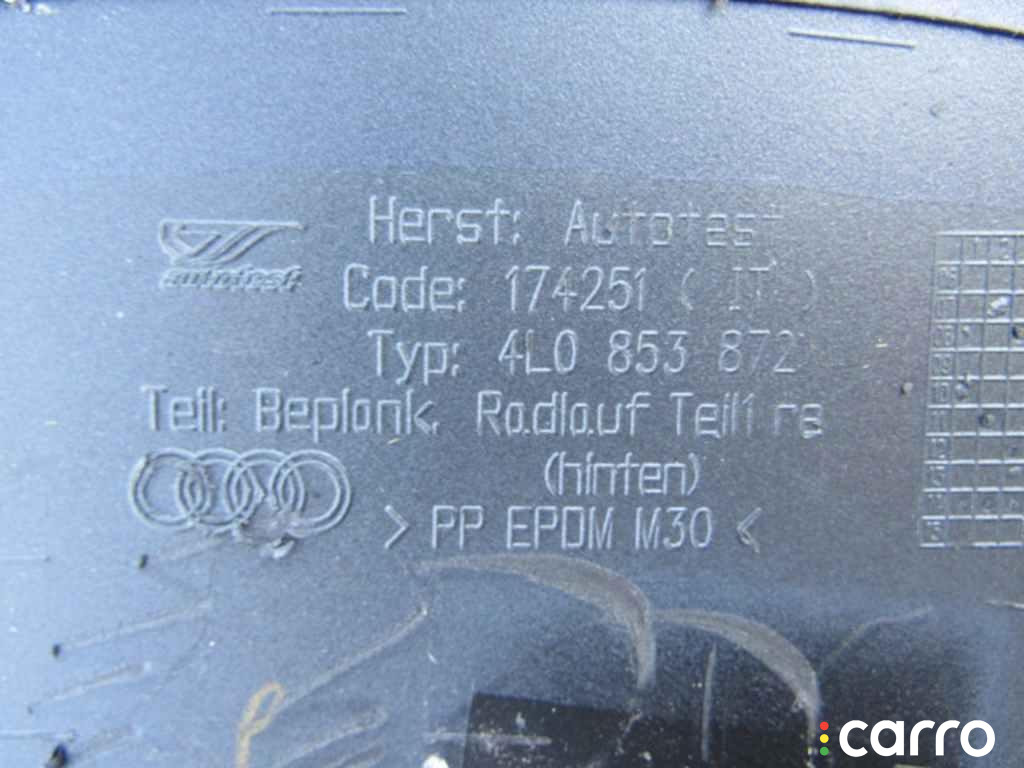 Herst: Autotest
autotest
Code: 174251 ( IT )
Typ: 4L0 853 872
Teil: Beplank. Radlauf Teil1 re
(hinten)
> PP EPDM M30 <
carro